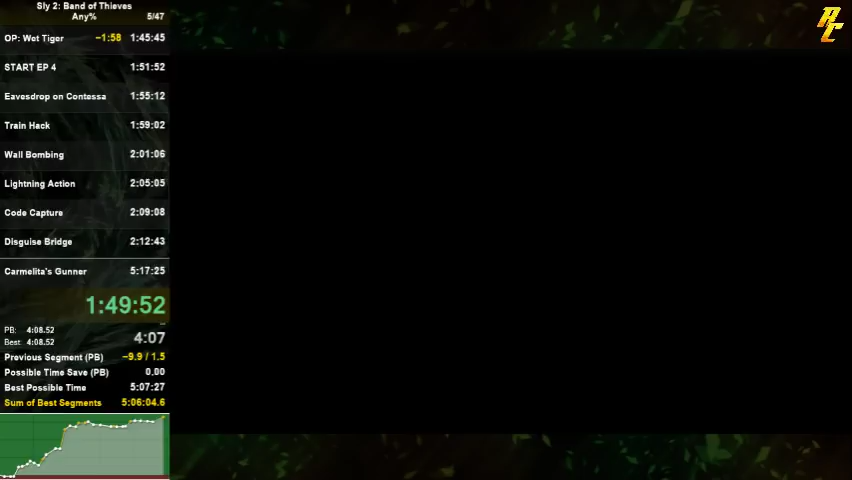 Sly 2: Band of Thieves
Any% 5/47
OP: Wet Tiger −1:58 1:45:45
START EP 4 1:51:52
Eavesdrop on Contessa 1:55:12
Train Hack 1:59:02
Wall Bombing 2:01:06
Lightning Action 2:05:05
Code Capture 2:09:08
Disguise Bridge 2:12:43
Carmelita's Gunner 5:17:25
1:49:52
PB: 4:08.52
Best: 4:08.52
4:07
Previous Segment (PB) −9.9 / 1.5
Possible Time Save (PB) 0.00
Best Possible Time 5:07:27
Sum of Best Segments 5:06:04.6